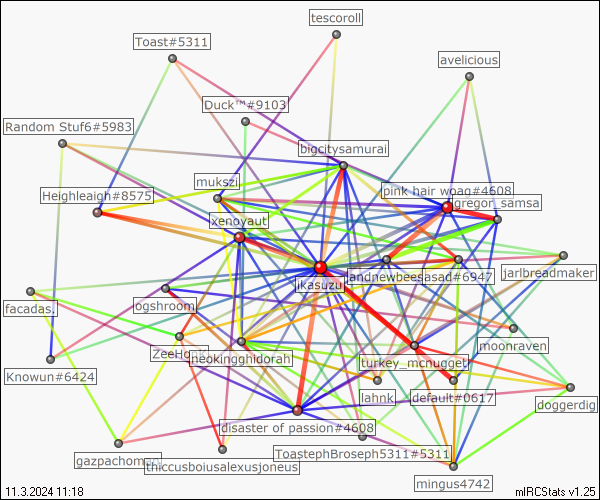 tescoroll
Toast#5311
avelicious
Duck™#9103
Random Stuf6#5983
bigcitysamurai
mukszi
pink hair woag#4608
Heighleaigh#8575
gregor_samsa
xenoyaut
landnewbeesasad#6947
jarlbreadmaker
jkasuzu
facadas.
ogshroom
moonraven
ZeeHo
neokingghidorah
turkey_mcnugget
Knowun#6424
lahnk
default#0617
doggerdig
disaster of passion#4608
gazpachomen
thiccusboiusalexusjoneus
ToastephBroseph5311#5311
mingus4742
11.3.2024 11:18
mIRCStats v1.25